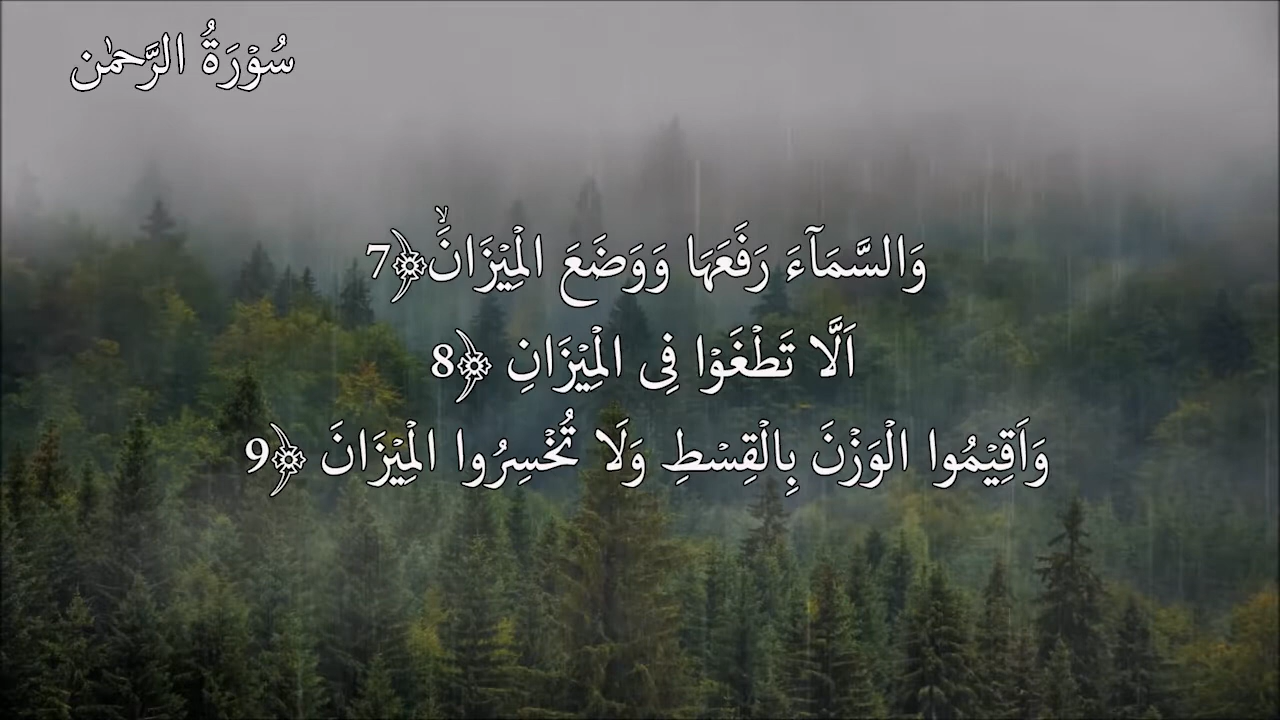 سُوْرَةُ الرَّحْمٰن
وَالسَّمَآءَ رَفَعَهَا وَوَضَعَ الْمِيْزَانَۙ ﴿7
اَلَّا تَطْغَوْا فِى الْمِيْزَانِ ﴿8
وَاَقِيْمُوا الْوَزْنَ بِالْقِسْطِ وَلَا تُخْسِرُوا الْمِيْزَانَ ﴿9